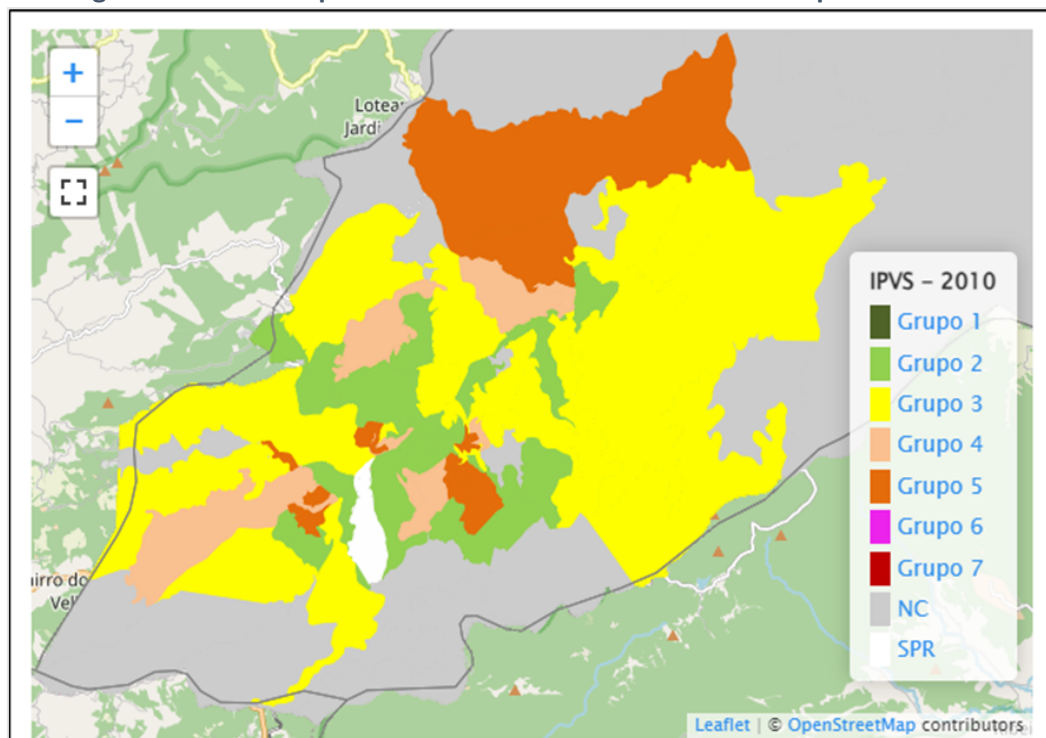 +
Lotea
Jardi
−
IPVS – 2010
Grupo 1
Grupo 2
Grupo 3
Grupo 4
Grupo 5
Grupo 6
Grupo 7
NC
SPR
airro do
Vel
Leaflet | © OpenStreetMap contributors